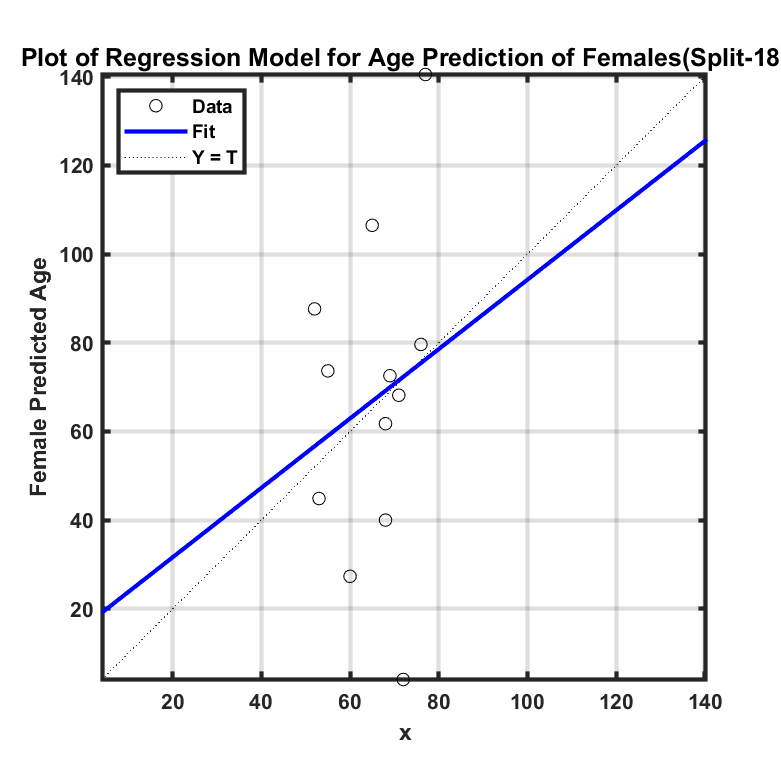 Plot of Regression Model for Age Prediction of Females(Split-18
140
120
100
80
60
40
20
Data
Fit
Y = T
Female Predicted Age
20 40 60 80 100 120 140
x